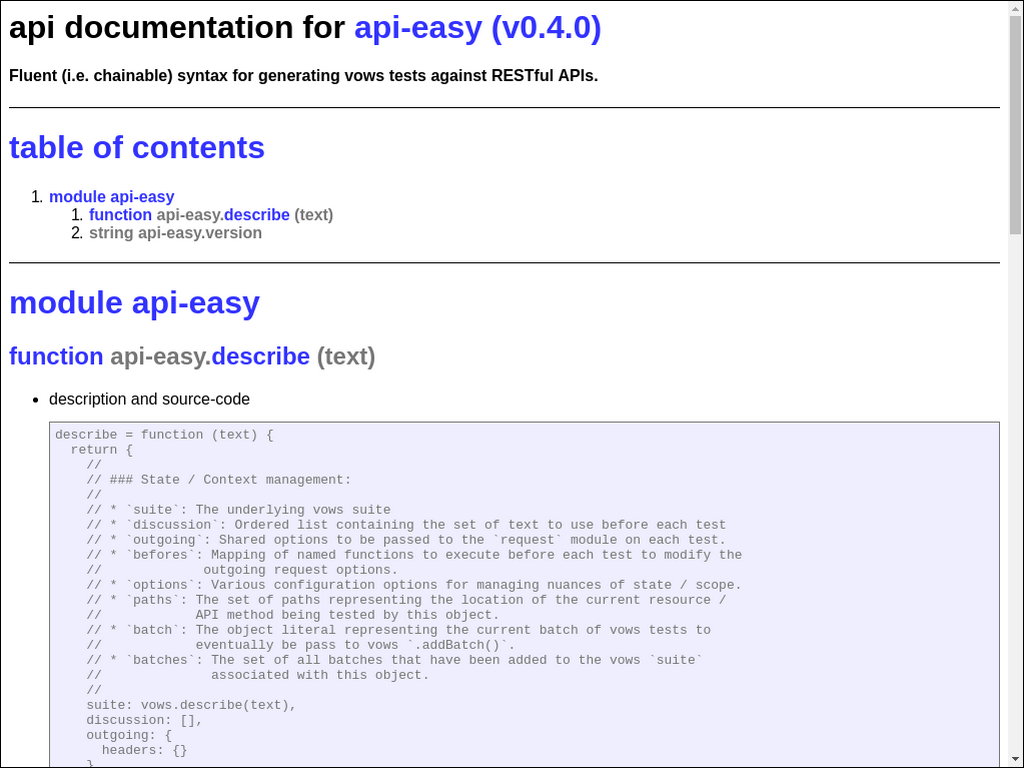 api documentation for api-easy (v0.4.0)
Fluent (i.e. chainable) syntax for generating vows tests against RESTful APIs.
table of contents
1. module api-easy
1. function api-easy.describe (text)
2. string api-easy.version
module api-easy
function api-easy.describe (text)
• description and source-code
describe = function (text) {
  return {
    //
    // ### State / Context management:
    //
    // * `suite`: The underlying vows suite
    // * `discussion`: Ordered list containing the set of text to use before each test
    // * `outgoing`: Shared options to be passed to the `request` module on each test.
    // * `befores`: Mapping of named functions to execute before each test to modify the
    //             outgoing request options.
    // * `options`: Various configuration options for managing nuances of state / scope.
    // * `paths`: The set of paths representing the location of the current resource /
    //            API method being tested by this object.
    // * `batch`: The object literal representing the current batch of vows tests to
    //            eventually be pass to vows `.addBatch()`.
    // * `batches`: The set of all batches that have been added to the vows `suite`
    //              associated with this object.
    //
    suite: vows.describe(text),
    discussion: [],
    outgoing: {
      headers: {}
    }